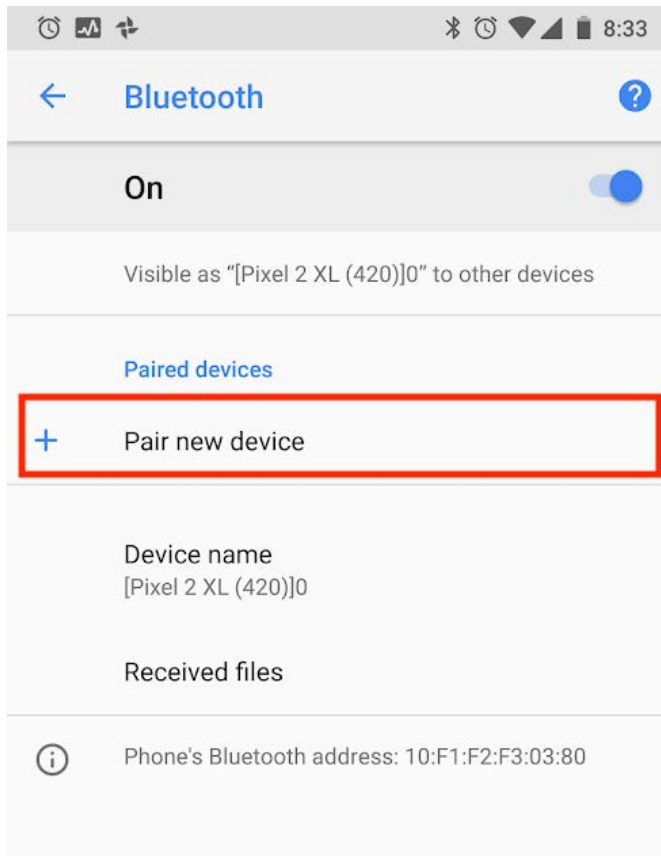 8:33
Bluetooth
?
On
Visible as “[Pixel 2 XL (420)]0” to other devices
Paired devices
+ Pair new device
Device name
[Pixel 2 XL (420)]0
Received files
Phone's Bluetooth address: 10:F1:F2:F3:03:80